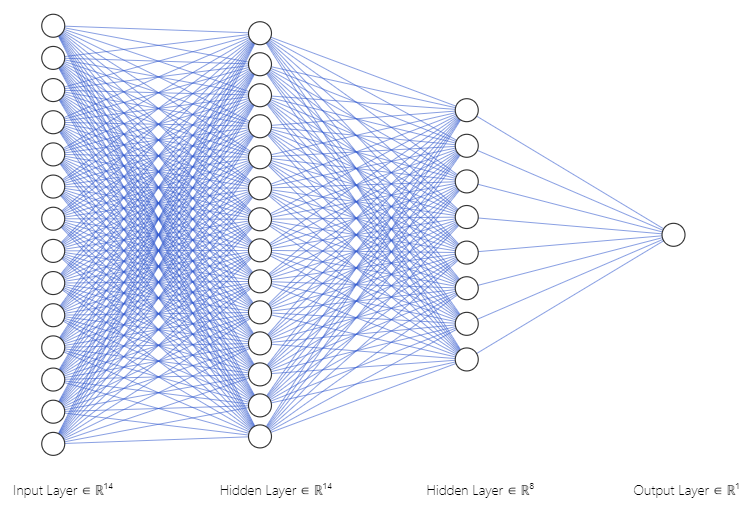 Input Layer ∈ ℝ¹⁴
Hidden Layer ∈ ℝ¹⁴
Hidden Layer ∈ ℝ⁸
Output Layer ∈ ℝ¹